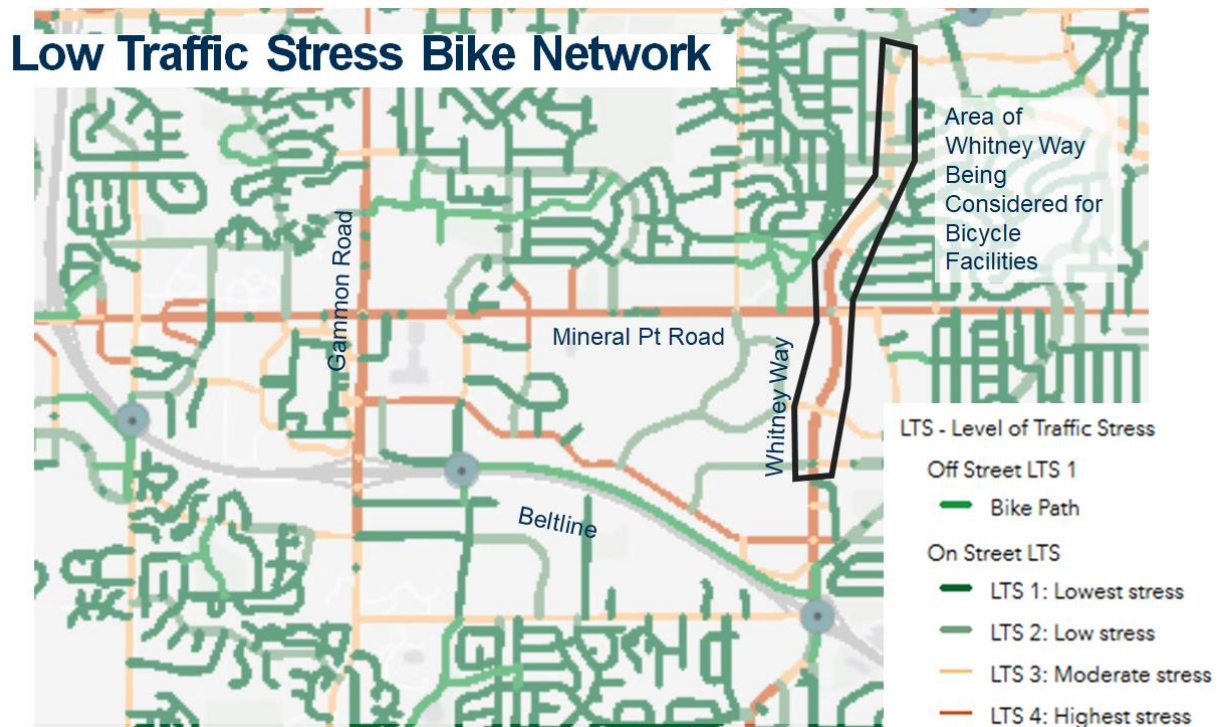 Low Traffic Stress Bike Network
Area of
Whitney Way
Being
Considered for
Bicycle
Facilities
Gammon Road
Mineral Pt Road
Whitney Way
Beltline
LTS - Level of Traffic Stress
Off Street LTS 1
Bike Path
On Street LTS
LTS 1: Lowest stress
LTS 2: Low stress
LTS 3: Moderate stress
LTS 4: Highest stress